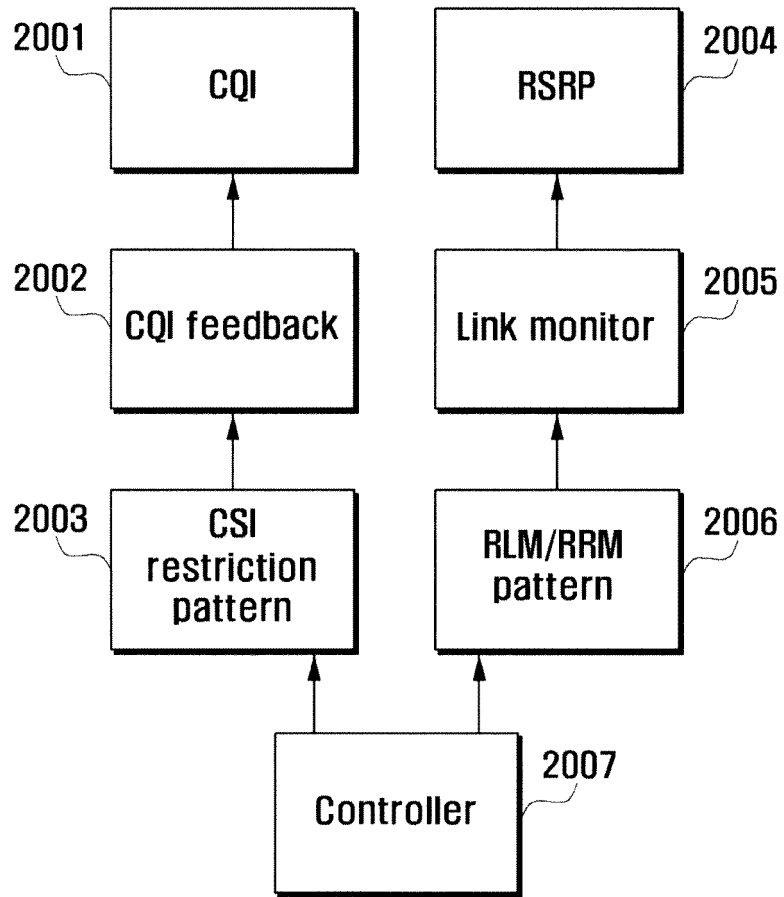 2001
CQI
RSRP
2004
2002
CQI feedback
Link monitor
2005
2003
CSI
restriction
pattern
RLM/RRM
pattern
2006
Controller
2007